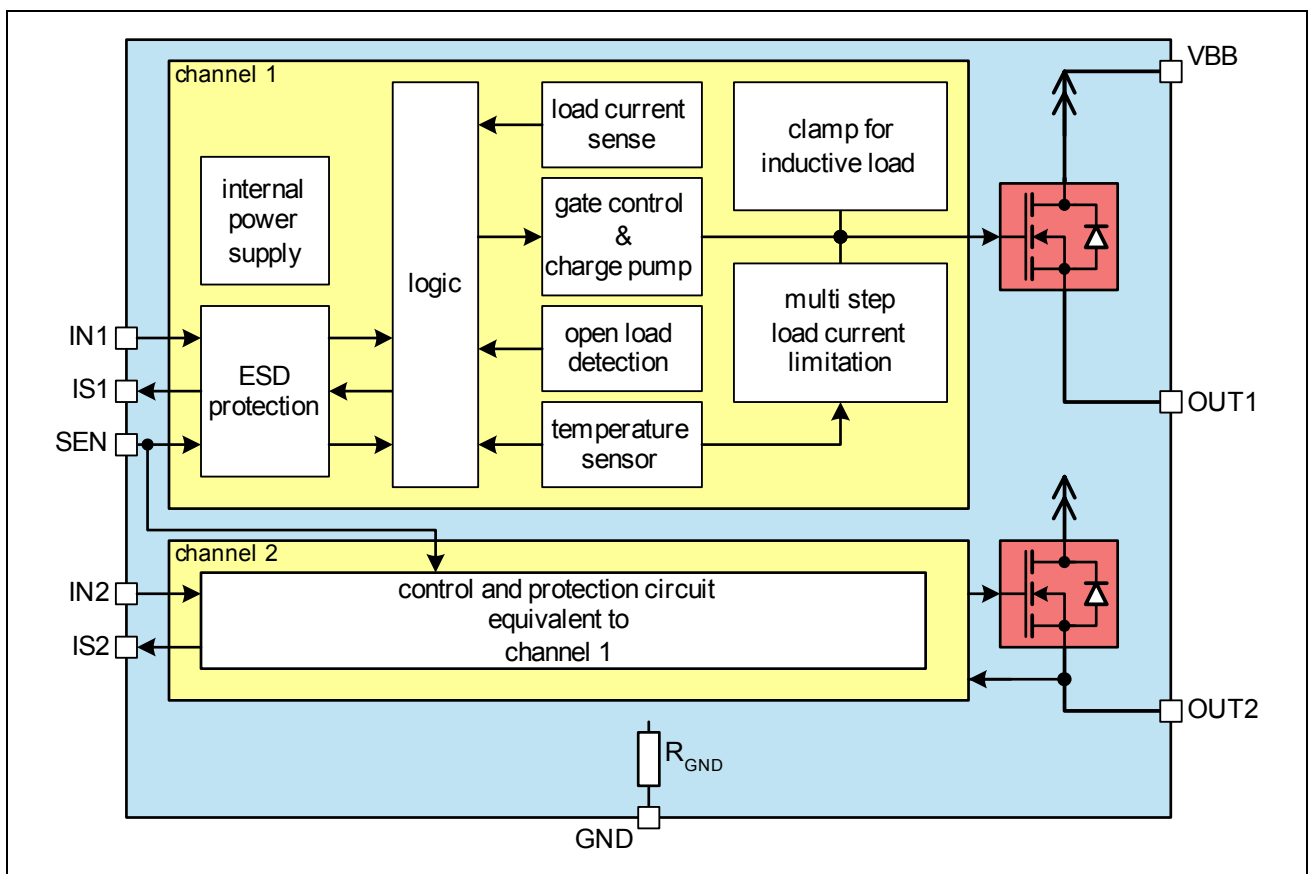 VBB
channel 1
load current
sense
clamp for
inductive load
internal
power
supply
gate control
&
charge pump
logic
multi step
load current
limitation
IN1
IS1
SEN
ESD
protection
open load
detection
temperature
sensor
OUT1
channel 2
IN2
IS2
control and protection circuit
equivalent to
channel 1
OUT2
RGND
GND